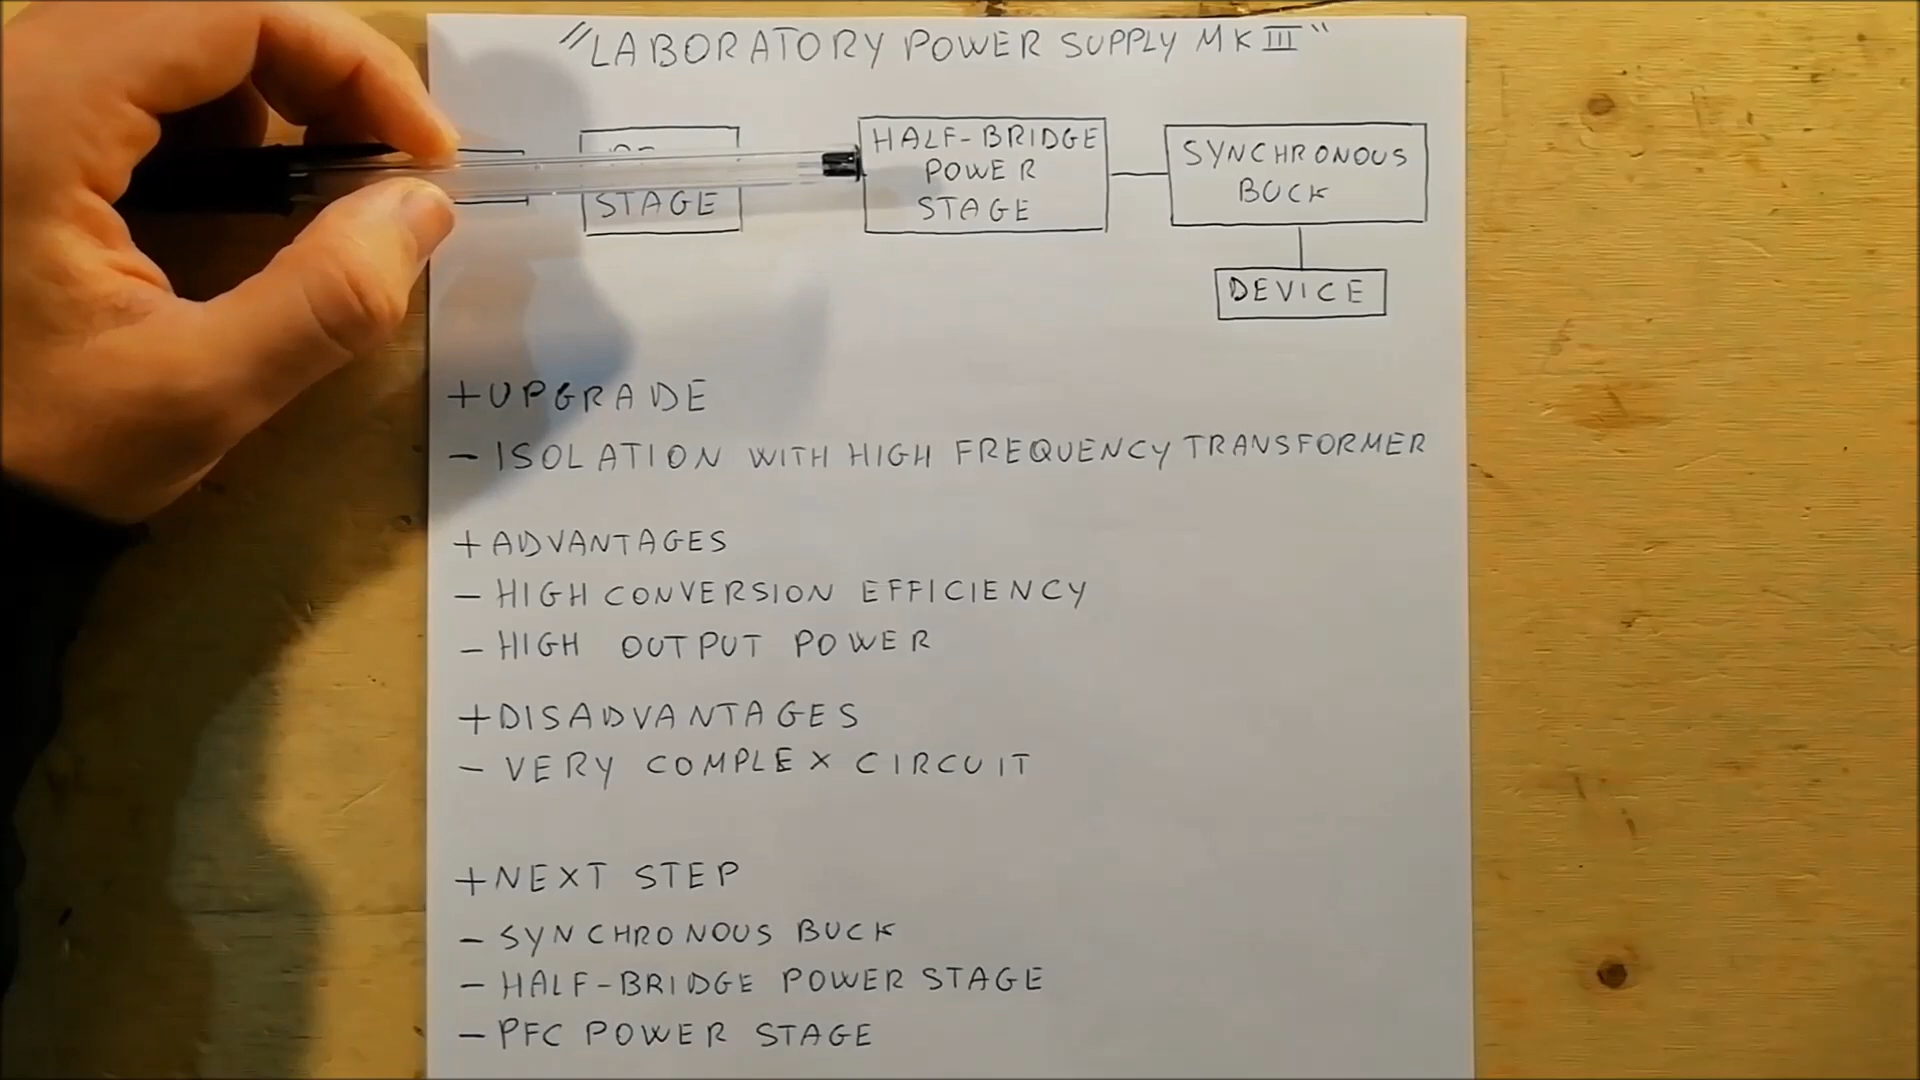 "LABORATORY POWER SUPPLY MK III"
STAGE
HALF-BRIDGE
POWER
STAGE
SYNCHRONOUS
BUCK
DEVICE
+ UPGRADE
- ISOLATION WITH HIGH FREQUENCY TRANSFORMER
+ ADVANTAGES
- HIGH CONVERSION EFFICIENCY
- HIGH OUTPUT POWER
+ DISADVANTAGES
- VERY COMPLEX CIRCUIT
+ NEXT STEP
- SYNCHRONOUS BUCK
- HALF-BRIDGE POWER STAGE
- PFC POWER STAGE